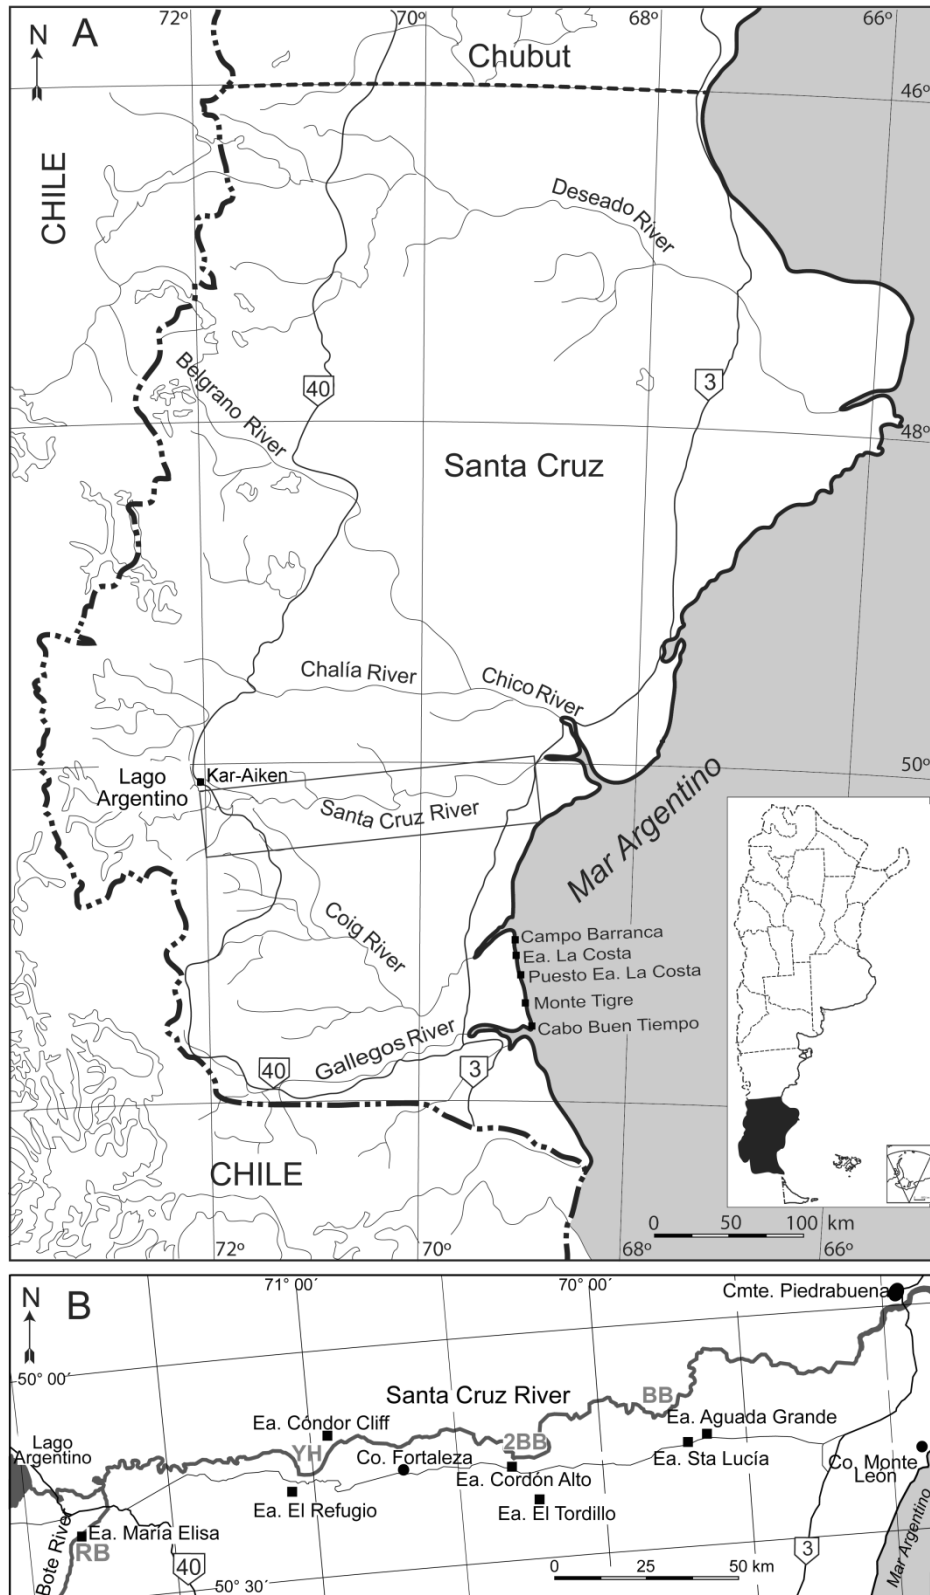 72º
70º
68º
66º
N
A
Chubut
46º
CHILE
Deseado River
Belgrano River
40
3
48º
Santa Cruz
Chalía River
Chico River
50º
Kar-Aiken
Lago
Argentino
Santa Cruz River
Mar Argentino
Coig River
Campo Barranca
Ea. La Costa
Puesto Ea. La Costa
Monte Tigre
Cabo Buen Tiempo
Gallegos River
40
3
CHILE
0 50 100 km
72º
70º
68º
66º
N
B
71º 00´
70º 00´
Cmte. Piedrabuena
50º 00´
Santa Cruz River
BB
Ea. Cóndor Cliff
Ea. Aguada Grande
Lago
Argentino
YH
Co. Fortaleza
2BB
Ea. Sta Lucía
Co. Monte
León
Ea. Cordón Alto
Ea. El Refugio
Ea. El Tordillo
Bote River
Ea. María Elisa
RB
40
3
Mar Argentino
0 25 50 km
50º 30´